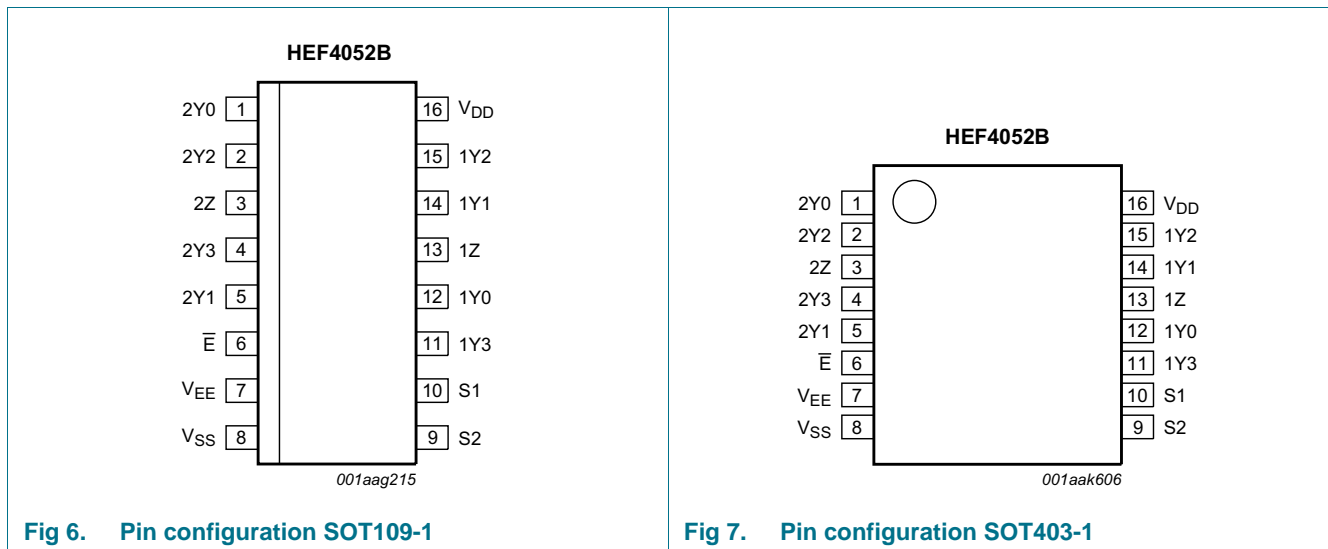 HEF4052B
2Y0 1 16 VDD
2Y2 2 15 1Y2
2Z 3 14 1Y1
2Y3 4 13 1Z
2Y1 5 12 1Y0
E̅ 6 11 1Y3
VEE 7 10 S1
VSS 8 9 S2
001aag215
Fig 6. Pin configuration SOT109-1
HEF4052B
2Y0 1 16 VDD
2Y2 2 15 1Y2
2Z 3 14 1Y1
2Y3 4 13 1Z
2Y1 5 12 1Y0
E̅ 6 11 1Y3
VEE 7 10 S1
VSS 8 9 S2
001aak606
Fig 7. Pin configuration SOT403-1